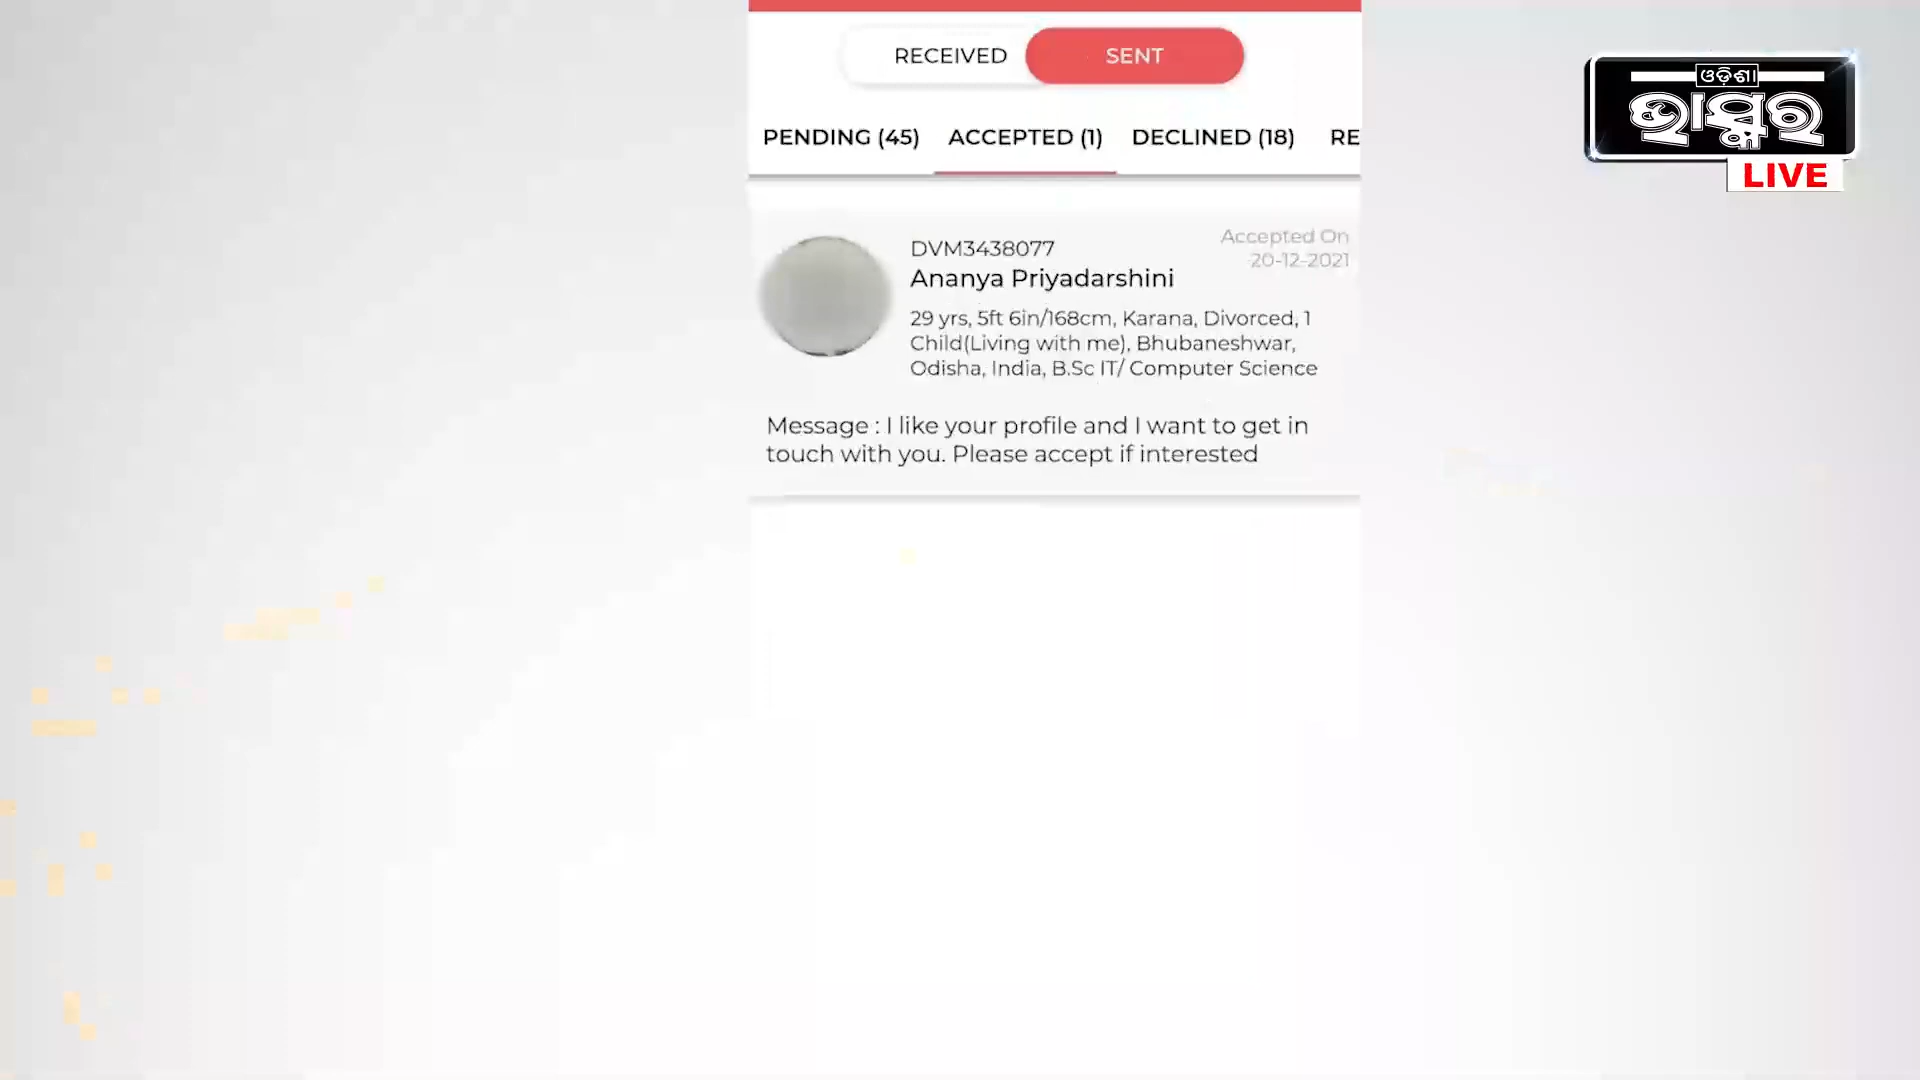 RECEIVED SENT
PENDING (45) ACCEPTED (1) DECLINED (18) RE
DVM3438077
Ananya Priyadarshini
Accepted On
20-12-2021
29 yrs, 5ft 6in/168cm, Karana, Divorced, 1
Child(Living with me), Bhubaneshwar,
Odisha, India, B.Sc IT/ Computer Science
Message : I like your profile and I want to get in
touch with you. Please accept if interested
ଓଡ଼ିଶା
ଭାସ୍କର
LIVE